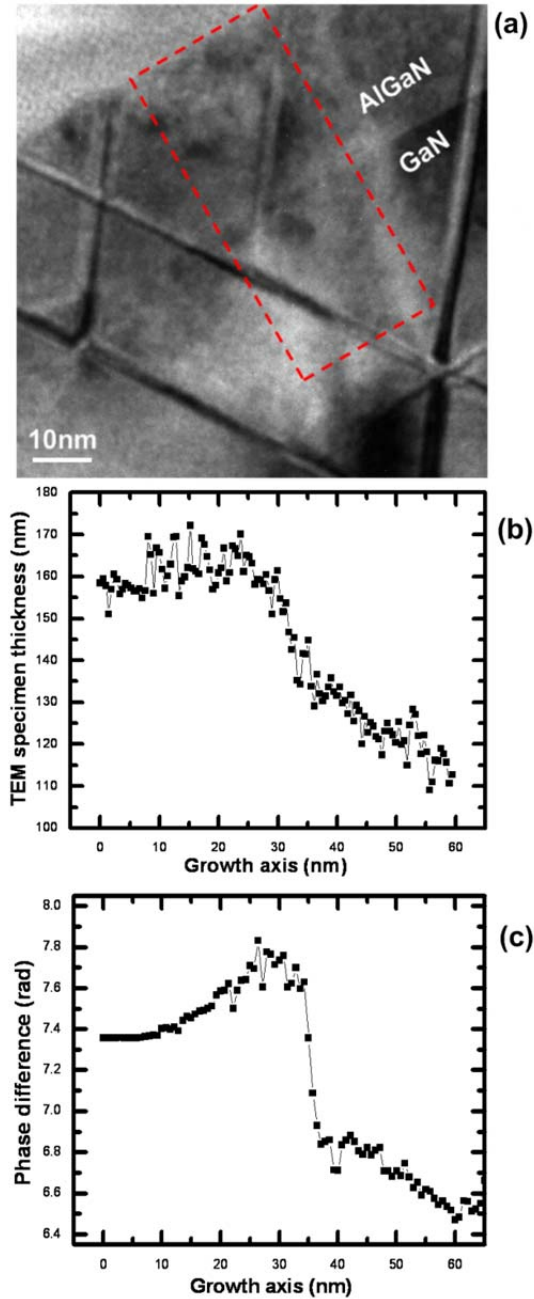 (a)
AlGaN
GaN
10nm
(b)
180
170
160
150
140
130
120
110
100
TEM specimen thickness (nm)
0 10 20 30 40 50 60
Growth axis (nm)
(c)
8.0
7.8
7.6
7.4
7.2
7.0
6.8
6.6
6.4
Phase difference (rad)
0 10 20 30 40 50 60
Growth axis (nm)